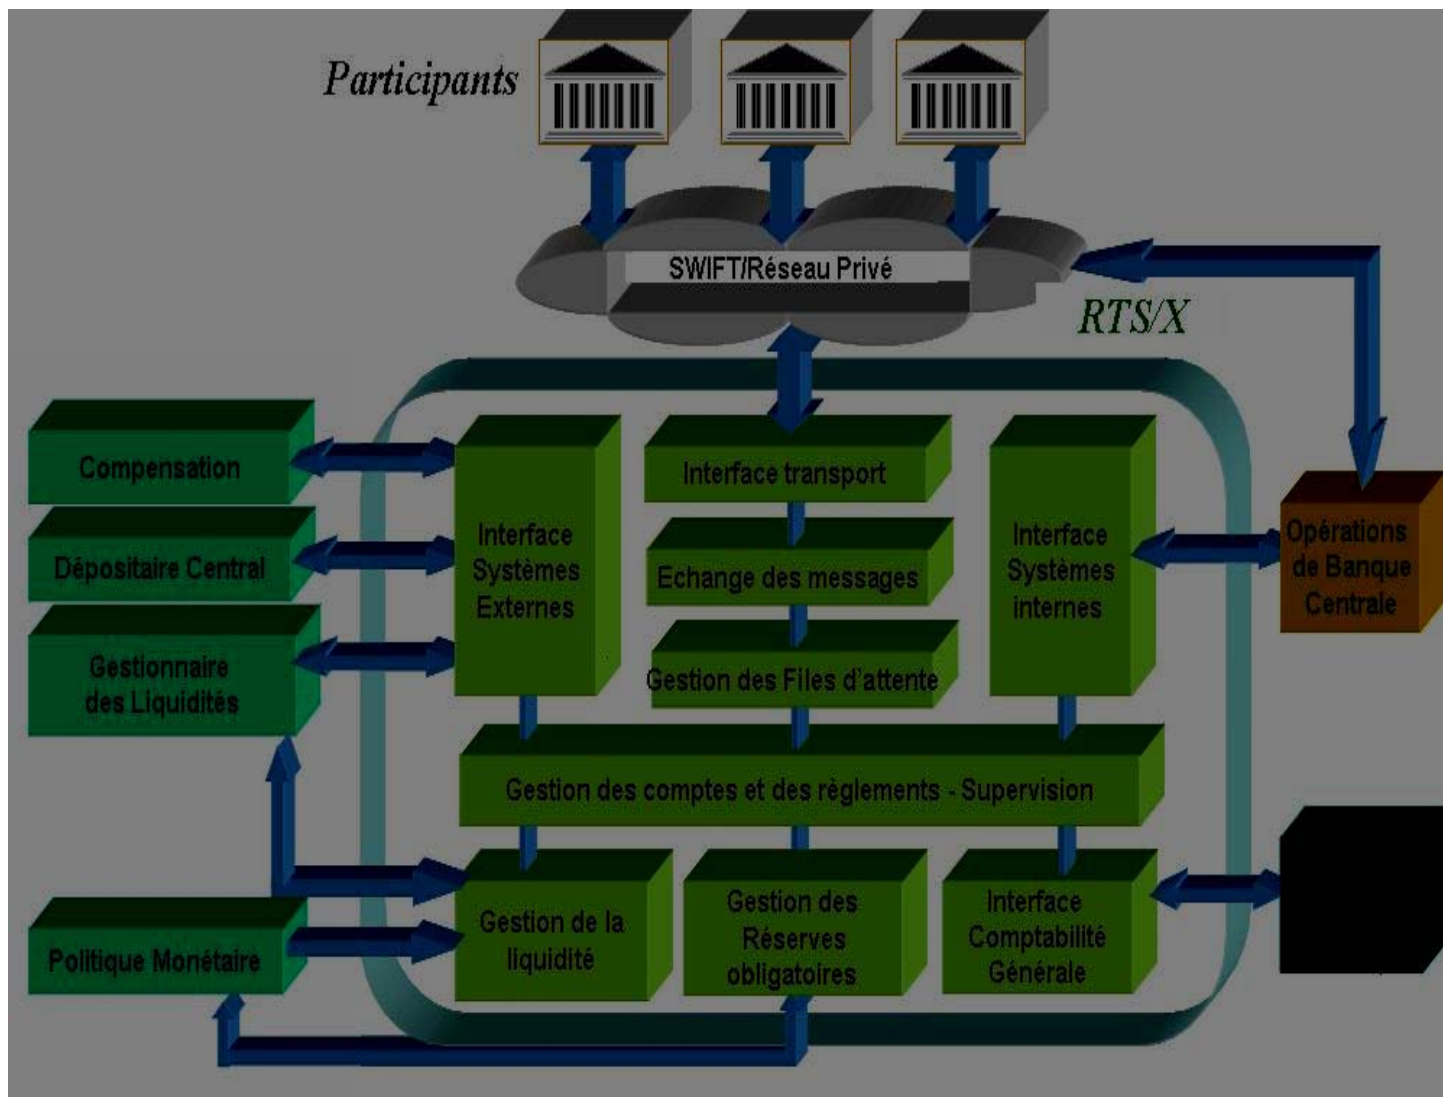 Participants
SWIFT/Réseau Privé
RTS/X
Compensation
Dépositaire Central
Gestionnaire
des Liquidités
Politique Monétaire
Interface
Systèmes
Externes
Interface transport
Echange des messages
Gestion des Files d'attente
Interface
Systèmes
internes
Opérations
de Banque
Centrale
Gestion des comptes et des règlements - Supervision
Gestion de la
liquidité
Gestion des
Réserves
obligatoires
Interface
Comptabilité
Générale